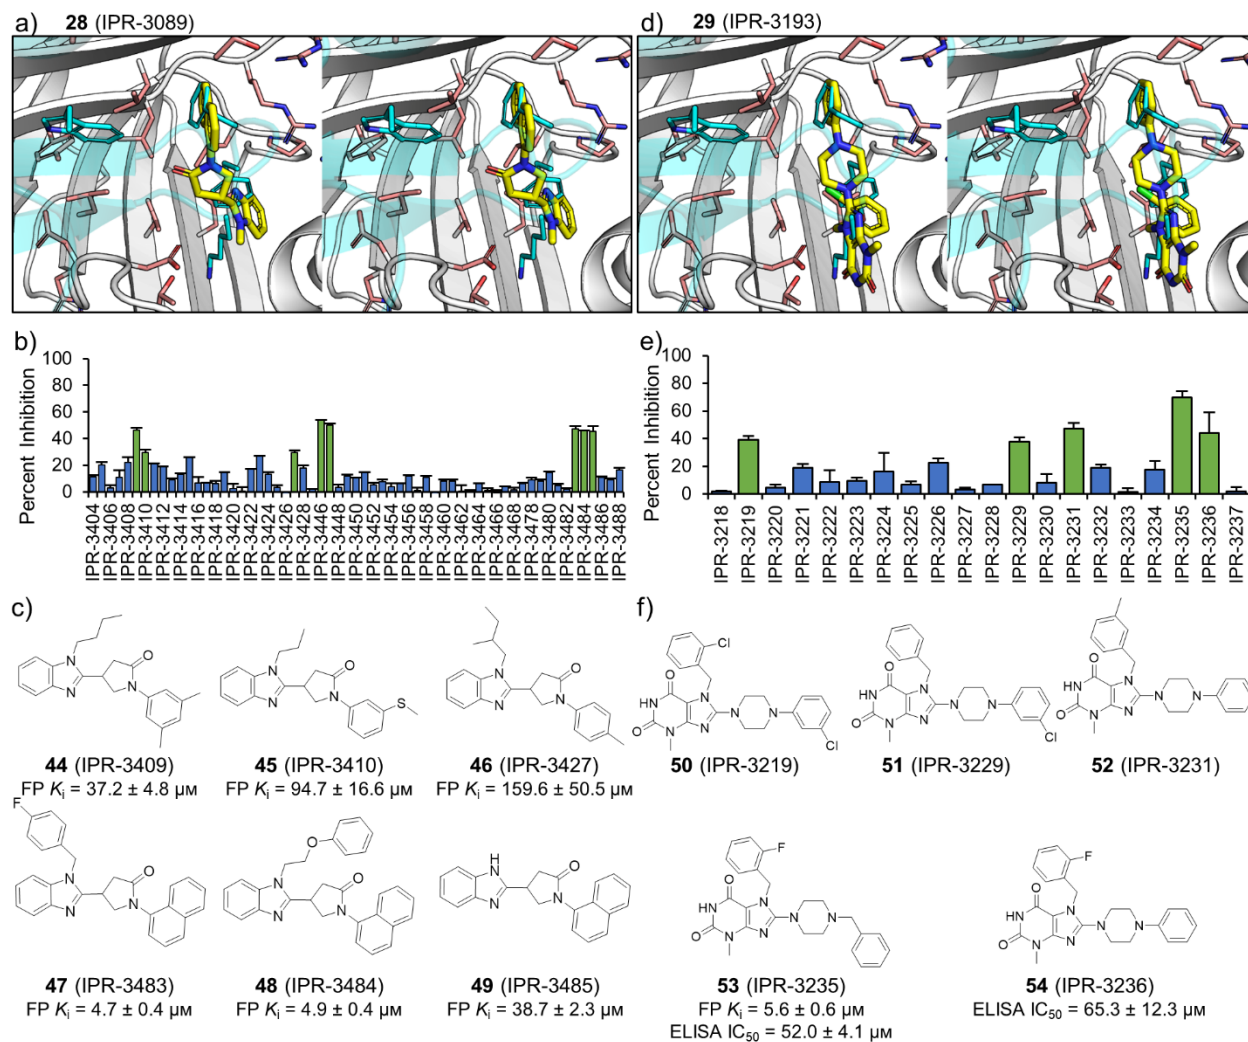 a) 28 (IPR-3089)
d) 29 (IPR-3193)
b)
Percent Inhibition
100
80
60
40
20
0
IPR-3404
IPR-3406
IPR-3408
IPR-3410
IPR-3412
IPR-3414
IPR-3416
IPR-3418
IPR-3420
IPR-3422
IPR-3424
IPR-3426
IPR-3428
IPR-3446
IPR-3448
IPR-3450
IPR-3452
IPR-3454
IPR-3456
IPR-3458
IPR-3460
IPR-3462
IPR-3464
IPR-3466
IPR-3468
IPR-3478
IPR-3480
IPR-3482
IPR-3484
IPR-3486
IPR-3488
e)
Percent Inhibition
100
80
60
40
20
0
IPR-3218
IPR-3219
IPR-3220
IPR-3221
IPR-3222
IPR-3223
IPR-3224
IPR-3225
IPR-3226
IPR-3227
IPR-3228
IPR-3229
IPR-3230
IPR-3231
IPR-3232
IPR-3233
IPR-3234
IPR-3235
IPR-3236
IPR-3237
c)
N
N
O
N
44 (IPR-3409)
FP Ki = 37.2 ± 4.8 μM
N
N
O
N
S
45 (IPR-3410)
FP Ki = 94.7 ± 16.6 μM
N
N
O
N
46 (IPR-3427)
FP Ki = 159.6 ± 50.5 μM
F
N
N
O
N
47 (IPR-3483)
FP Ki = 4.7 ± 0.4 μM
O
N
N
O
N
48 (IPR-3484)
FP Ki = 4.9 ± 0.4 μM
H
N
N
O
N
49 (IPR-3485)
FP Ki = 38.7 ± 2.3 μM
f)
Cl
O
HN
N
O
N
N
N
N
Cl
50 (IPR-3219)
O
HN
N
O
N
N
N
N
Cl
51 (IPR-3229)
O
HN
N
O
N
N
N
N
52 (IPR-3231)
F
O
HN
N
O
N
N
N
N
53 (IPR-3235)
FP Ki = 5.6 ± 0.6 μM
ELISA IC50 = 52.0 ± 4.1 μM
F
O
HN
N
O
N
N
N
N
54 (IPR-3236)
ELISA IC50 = 65.3 ± 12.3 μM